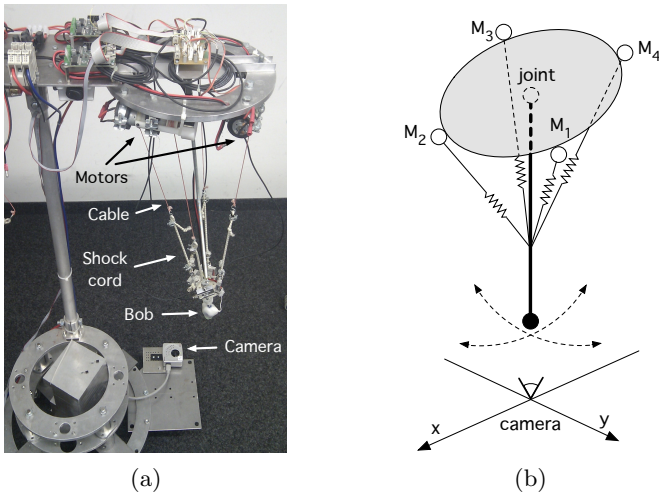 Motors
Cable
Shock
cord
Bob
Camera
(a)
M3
M4
joint
M1
M2
x
camera
y
(b)